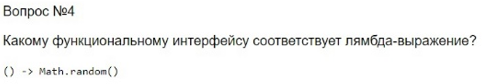 Вопрос №4
Какому функциональному интерфейсу соответствует лямбда-выражение?
() -> Math.random()